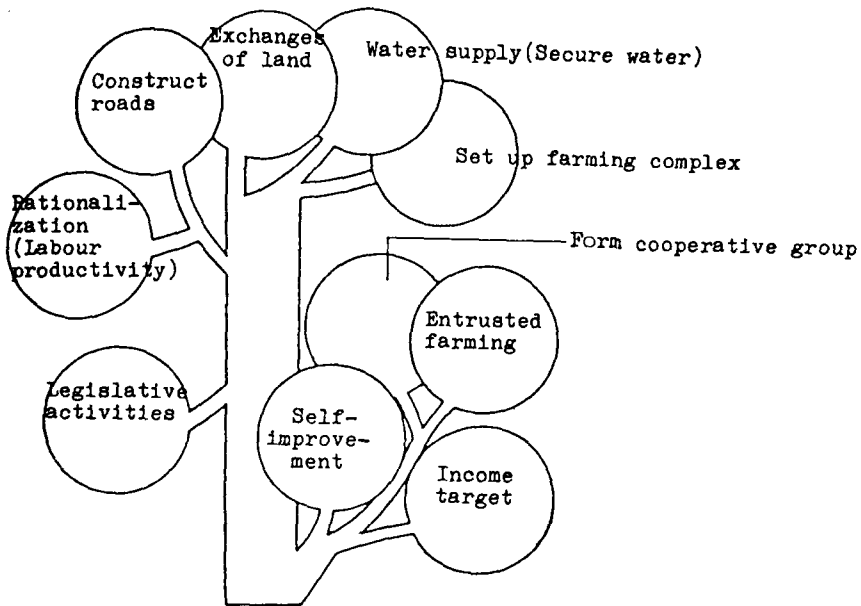 Exchanges
of land
Water supply(Secure water)
Construct
roads
Set up farming complex
Rationali-
zation
(Labour
productivity)
Form cooperative group
Entrusted
farming
Legislative
activities
Self-
improve-
ment
Income
target